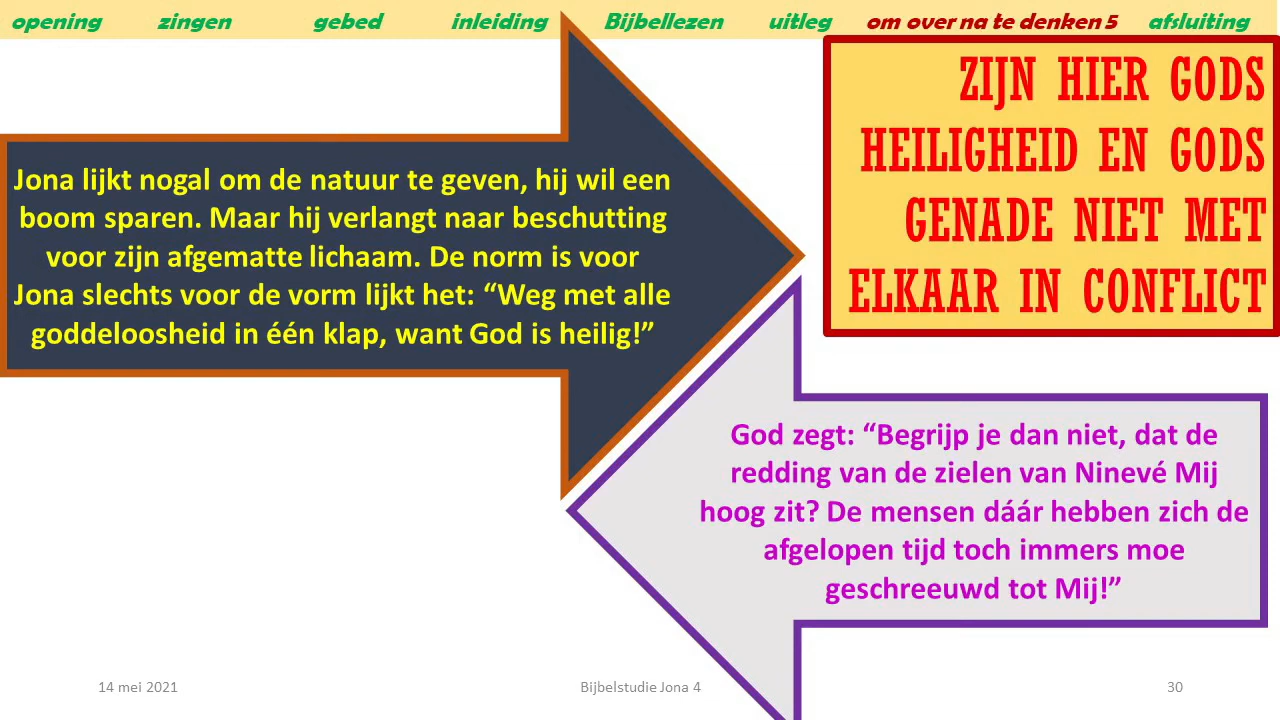 opening zingen gebed inleiding Bijbellezen uitleg om over na te denken 5 afsluiting
ZIJN HIER GODS
HEILIGHEID EN GODS
GENADE NIET MET
ELKAAR IN CONFLICT
Jona lijkt nogal om de natuur te geven, hij wil een
boom sparen. Maar hij verlangt naar beschutting
voor zijn afgematte lichaam. De norm is voor
Jona slechts voor de vorm lijkt het: “Weg met alle
goddeloosheid in één klap, want God is heilig!”
God zegt: “Begrijp je dan niet, dat de
redding van de zielen van Ninevé Mij
hoog zit? De mensen dáár hebben zich de
afgelopen tijd toch immers moe
geschreeuwd tot Mij!”
14 mei 2021 Bijbelstudie Jona 4 30